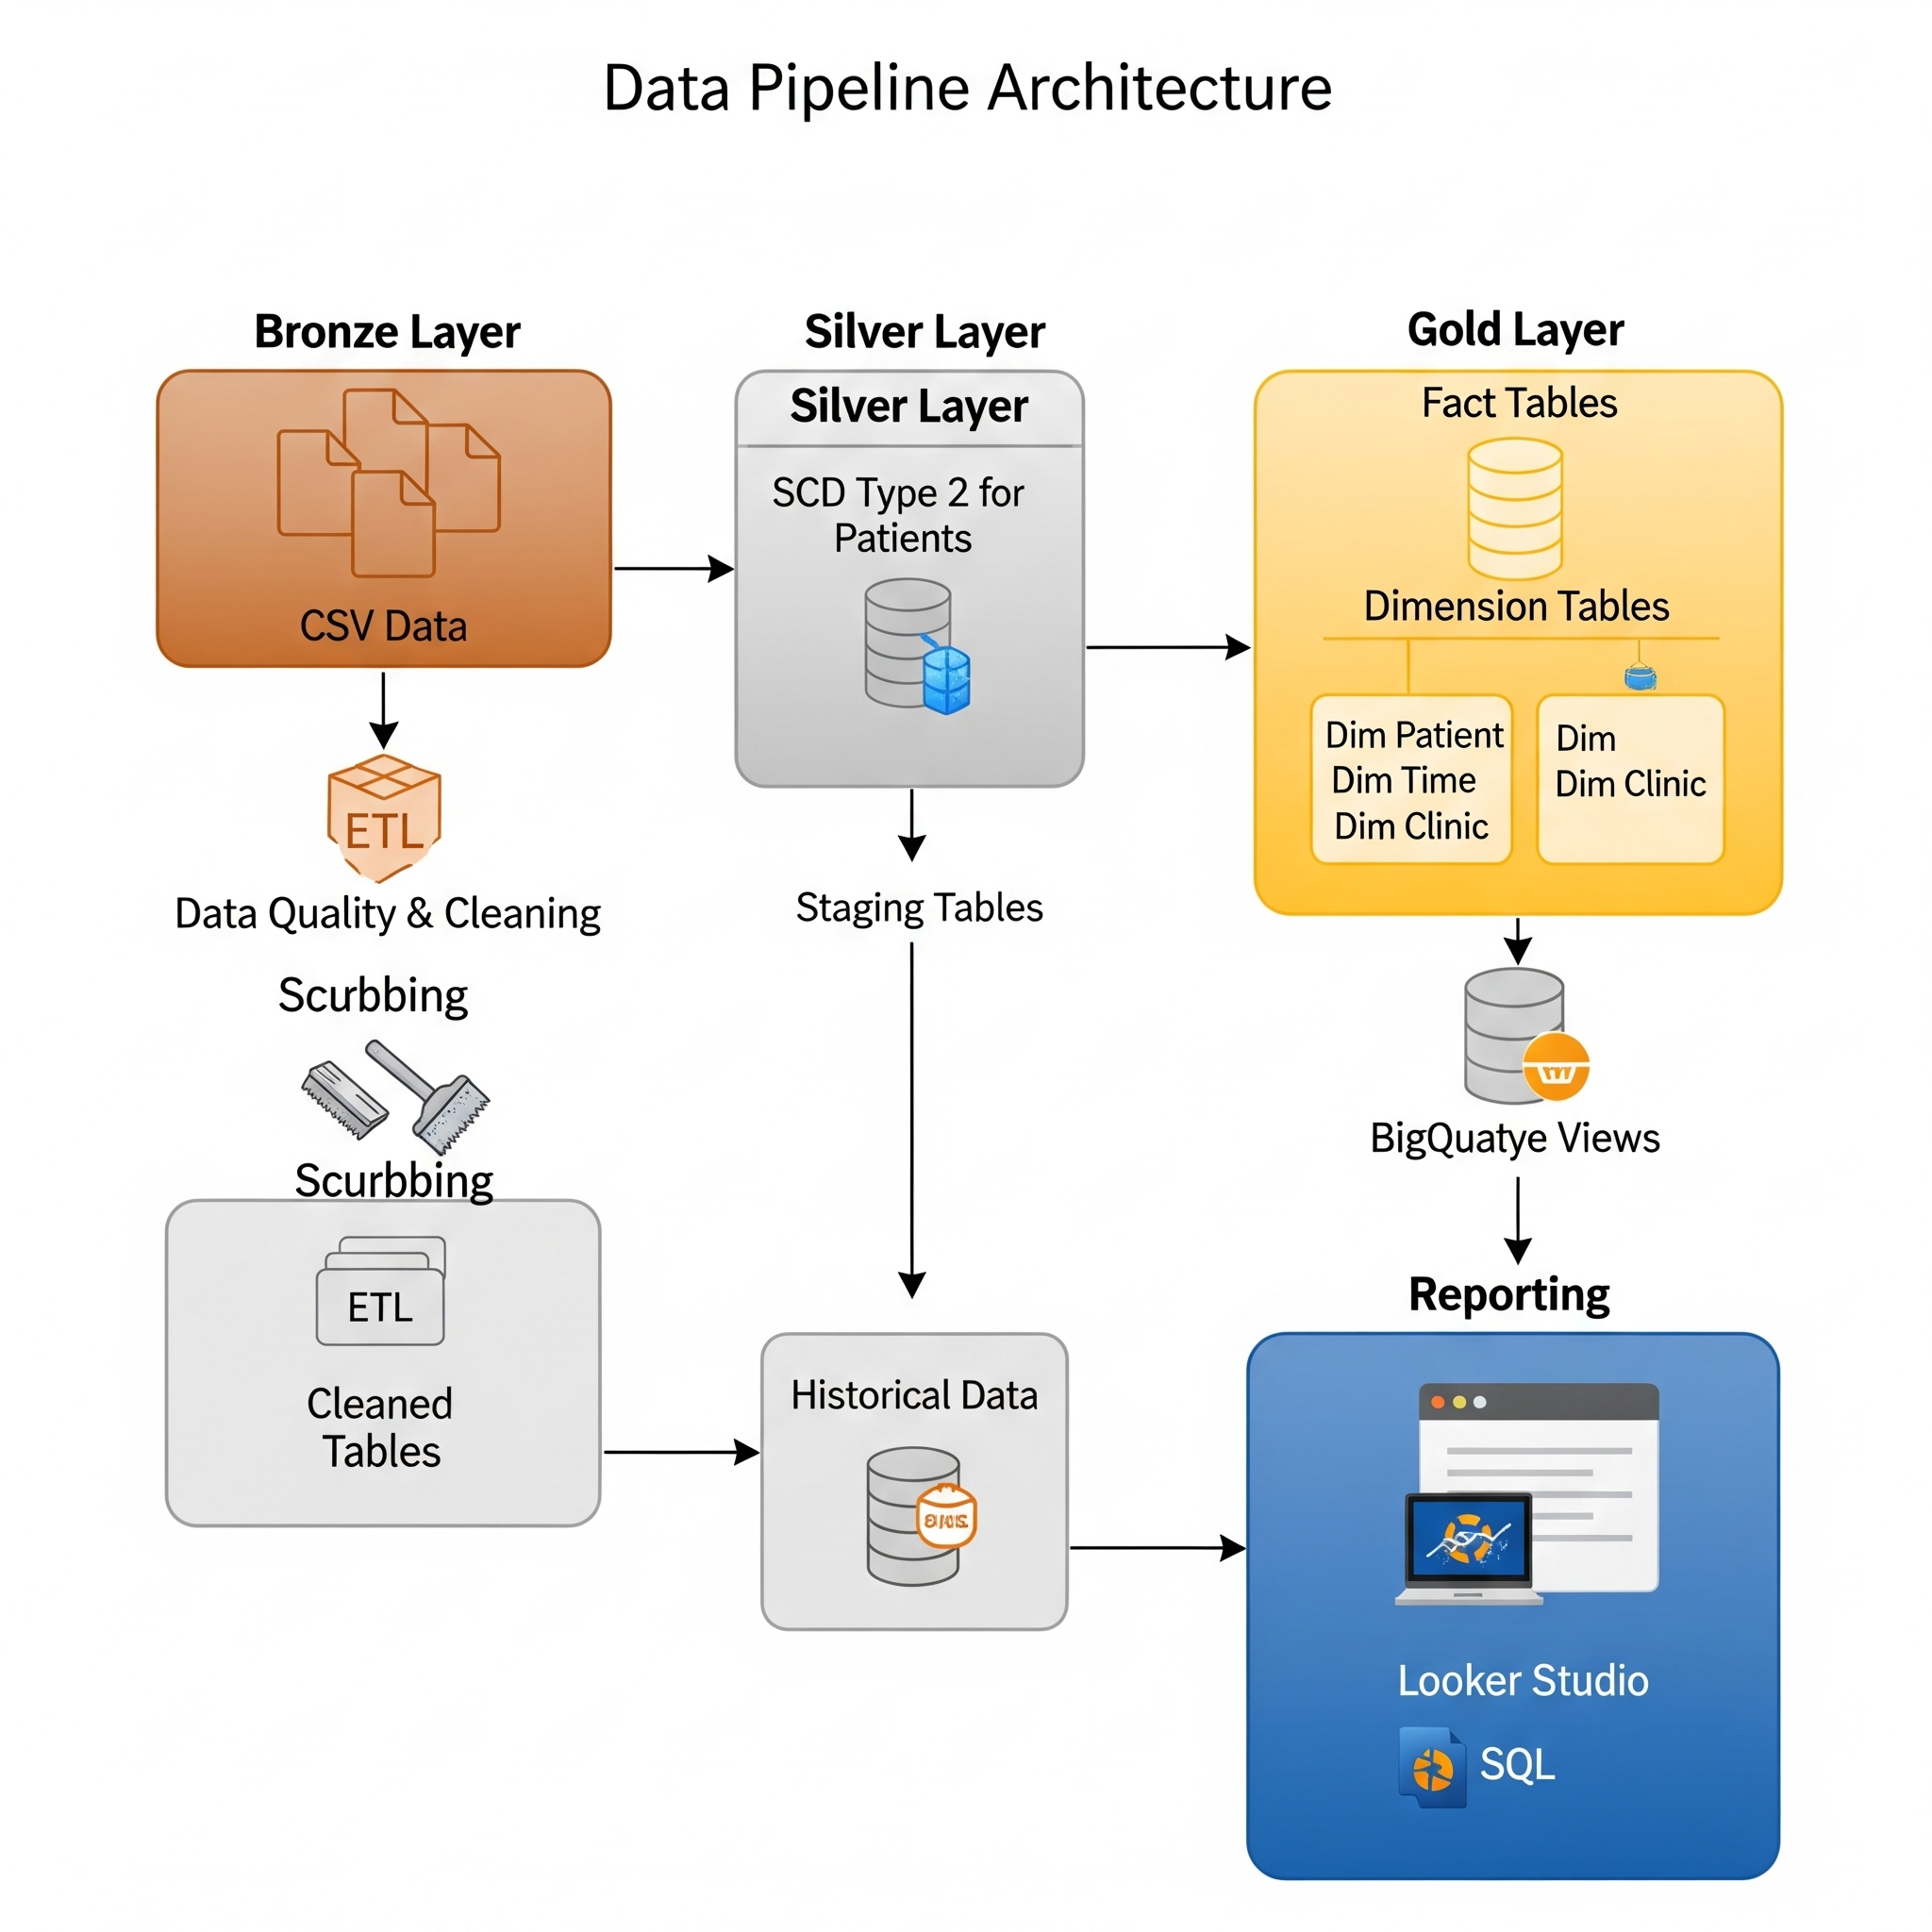 Data Pipeline Architecture
Bronze Layer
CSV Data
ETL
Data Quality & Cleaning
Scurbbing
Scurbbing
ETL
Cleaned
Tables
Silver Layer
Silver Layer
SCD Type 2 for
Patients
Staging Tables
Historical Data
Gold Layer
Fact Tables
Dimension Tables
Dim Patient
Dim Time
Dim Clinic
Dim
Dim Clinic
BigQuatye Views
Reporting
Looker Studio
SQL